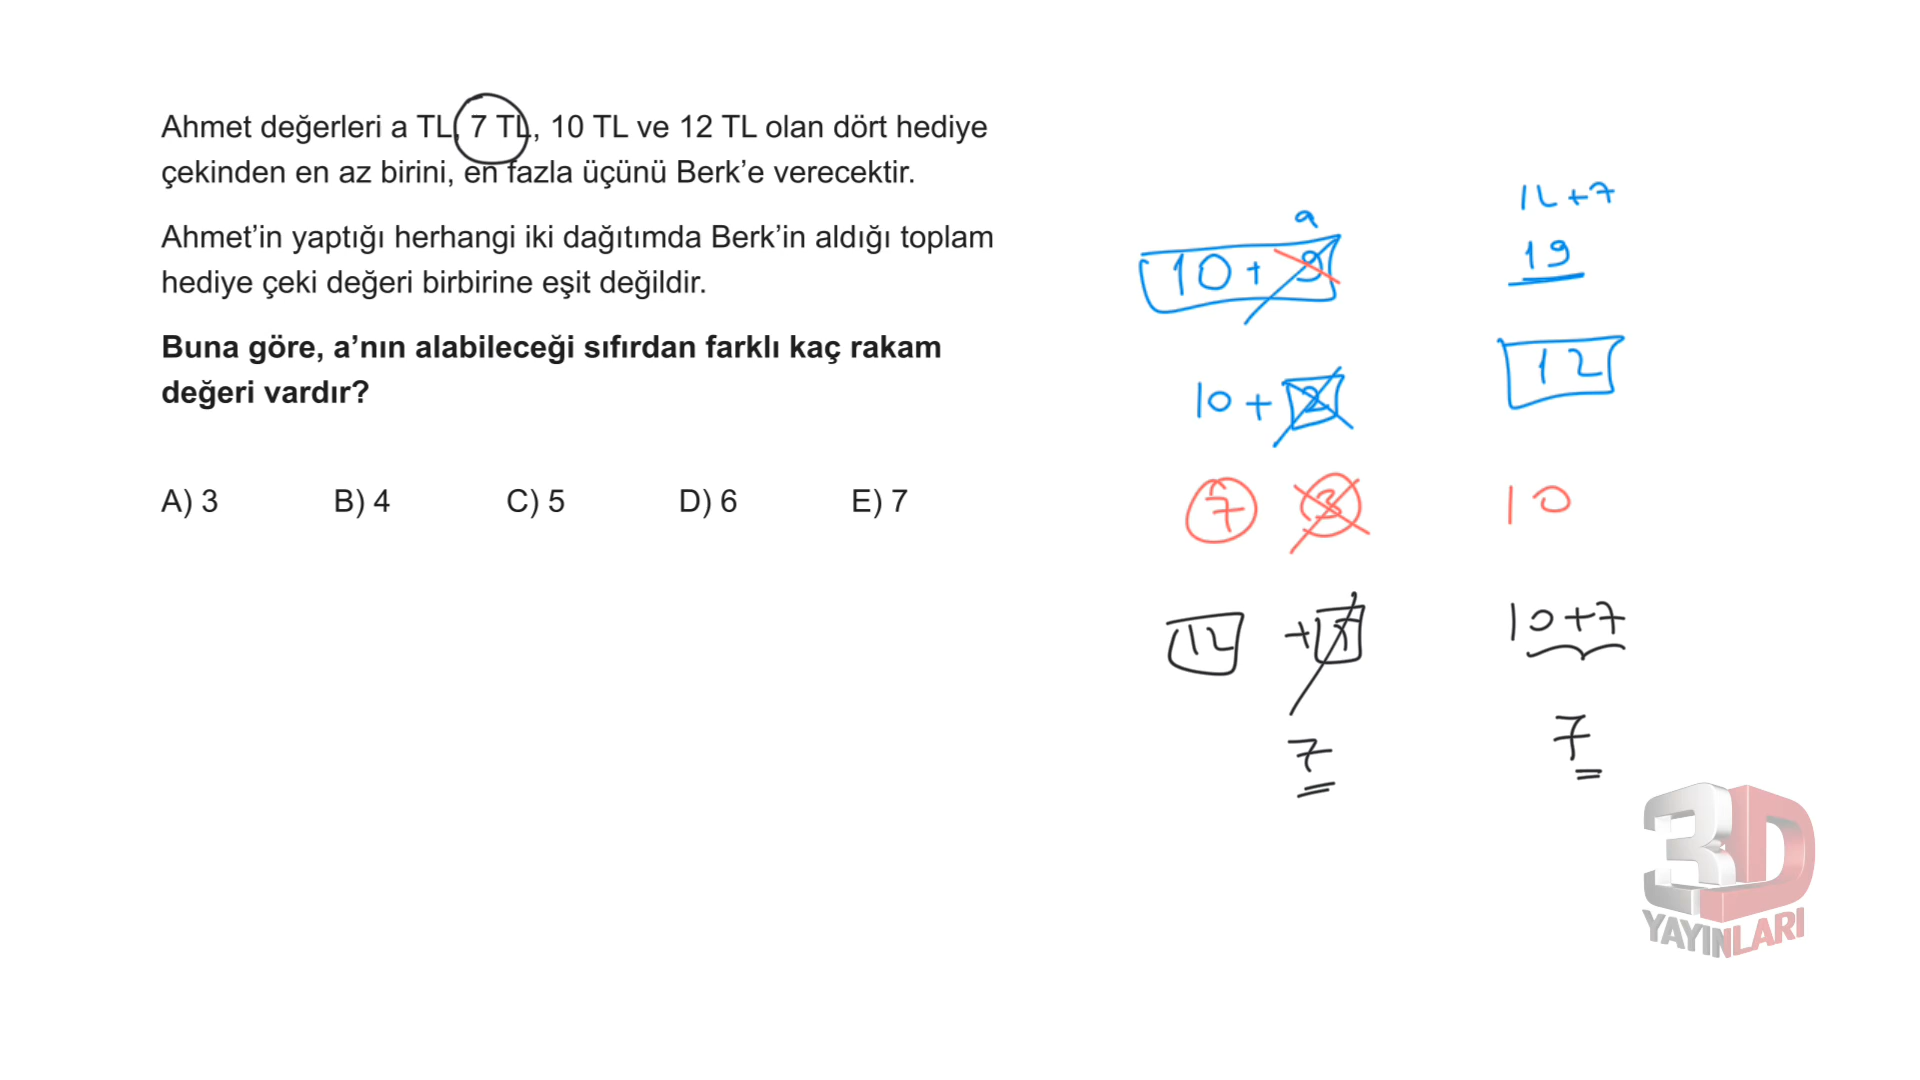 Ahmet değerleri a TL, 7 TL, 10 TL ve 12 TL olan dört hediye
çekinden en az birini, en fazla üçünü Berk’e verecektir.
Ahmet’in yaptığı herhangi iki dağıtımda Berk’in aldığı toplam
hediye çeki değeri birbirine eşit değildir.
Buna göre, a’nın alabileceği sıfırdan farklı kaç rakam
değeri vardır?
A) 3 B) 4 C) 5 D) 6 E) 7
12+7
a
10+9 19
10+2 12
7 3 10
12 +5 10+7
7 7
3D
YAYINLARI